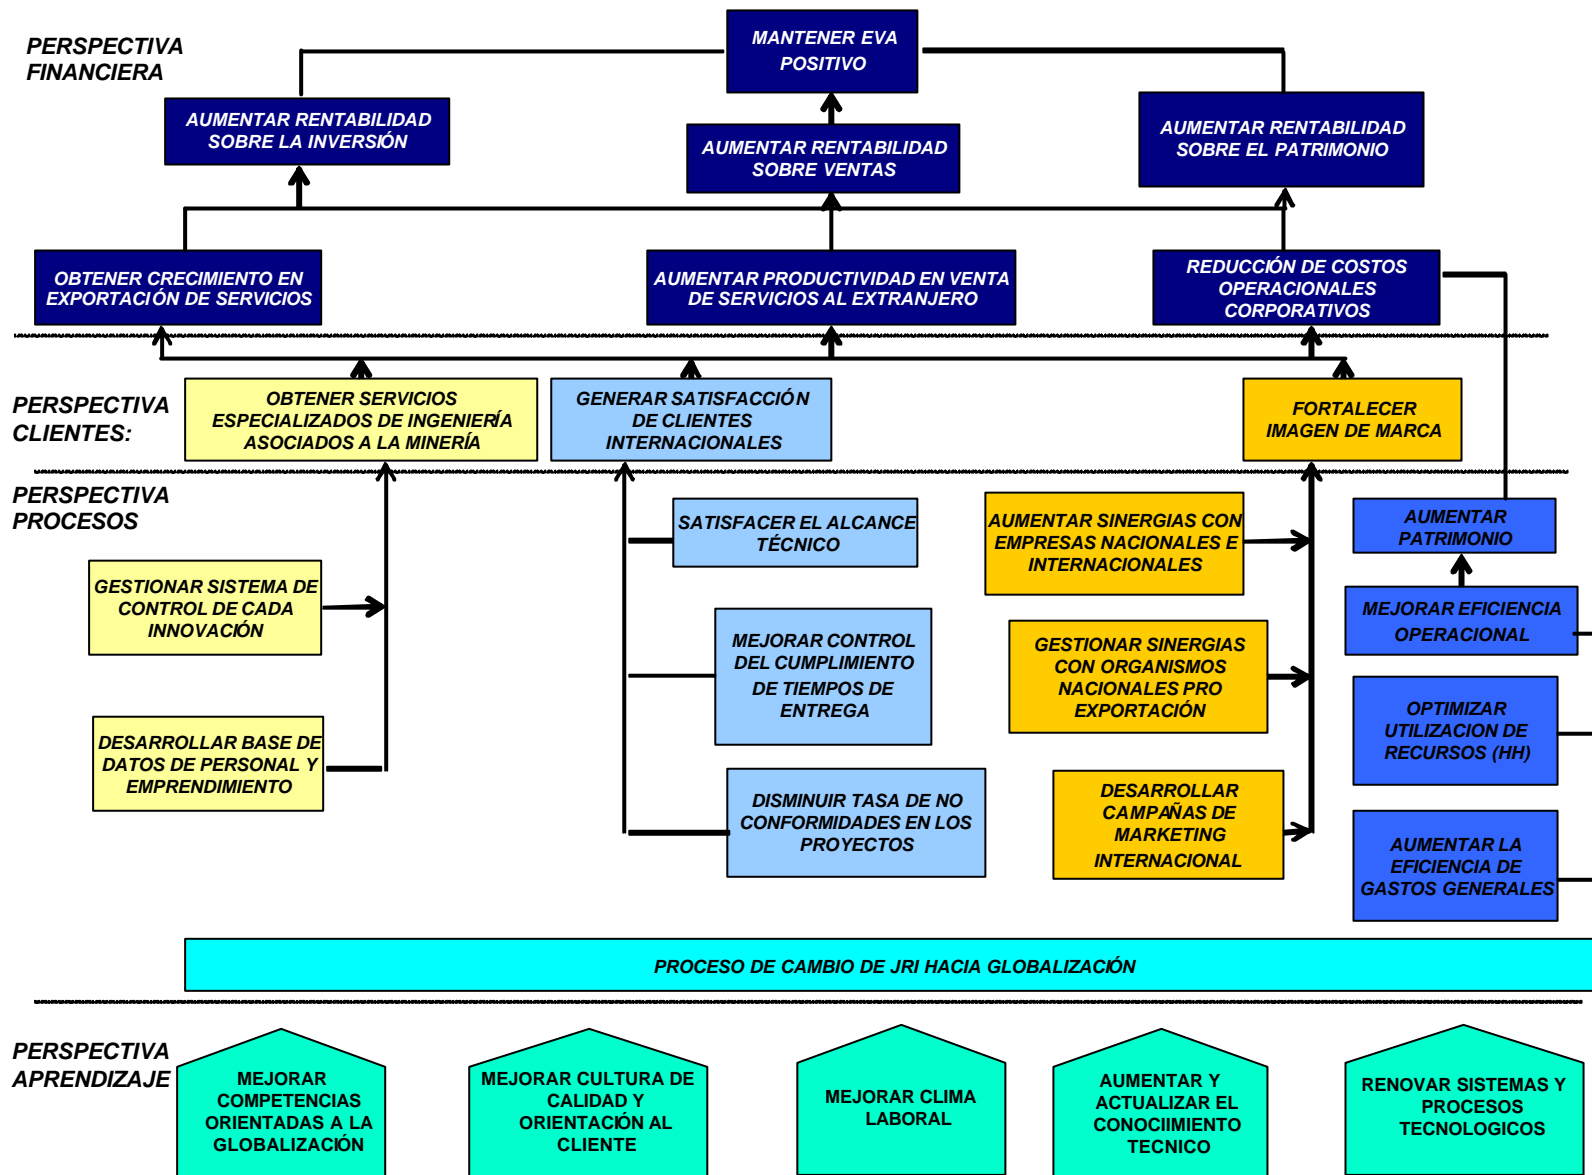 PERSPECTIVA
FINANCIERA
MANTENER EVA
POSITIVO
AUMENTAR RENTABILIDAD
SOBRE LA INVERSIÓN
AUMENTAR RENTABILIDAD
SOBRE VENTAS
AUMENTAR RENTABILIDAD
SOBRE EL PATRIMONIO
OBTENER CRECIMIENTO EN
EXPORTACIÓN DE SERVICIOS
AUMENTAR PRODUCTIVIDAD EN VENTA
DE SERVICIOS AL EXTRANJERO
REDUCCIÓN DE COSTOS
OPERACIONALES
CORPORATIVOS
PERSPECTIVA
CLIENTES:
OBTENER SERVICIOS
ESPECIALIZADOS DE INGENIERÍA
ASOCIADOS A LA MINERÍA
GENERAR SATISFACCIÓN
DE CLIENTES
INTERNACIONALES
FORTALECER
IMAGEN DE MARCA
PERSPECTIVA
PROCESOS
GESTIONAR SISTEMA DE
CONTROL DE CADA
INNOVACIÓN
DESARROLLAR BASE DE
DATOS DE PERSONAL Y
EMPRENDIMIENTO
SATISFACER EL ALCANCE
TÉCNICO
MEJORAR CONTROL
DEL CUMPLIMIENTO
DE TIEMPOS DE
ENTREGA
DISMINUIR TASA DE NO
CONFORMIDADES EN LOS
PROYECTOS
AUMENTAR SINERGIAS CON
EMPRESAS NACIONALES E
INTERNACIONALES
GESTIONAR SINERGIAS
CON ORGANISMOS
NACIONALES PRO
EXPORTACIÓN
DESARROLLAR
CAMPAÑAS DE
MARKETING
INTERNACIONAL
AUMENTAR
PATRIMONIO
MEJORAR EFICIENCIA
OPERACIONAL
OPTIMIZAR
UTILIZACION DE
RECURSOS (HH)
AUMENTAR LA
EFICIENCIA DE
GASTOS GENERALES
PROCESO DE CAMBIO DE JRI HACIA GLOBALIZACIÓN
PERSPECTIVA
APRENDIZAJE
MEJORAR
COMPETENCIAS
ORIENTADAS A LA
GLOBALIZACIÓN
MEJORAR CULTURA DE
CALIDAD Y
ORIENTACIÓN AL
CLIENTE
MEJORAR CLIMA
LABORAL
AUMENTAR Y
ACTUALIZAR EL
CONOCIIMIENTO
TECNICO
RENOVAR SISTEMAS Y
PROCESOS
TECNOLOGICOS